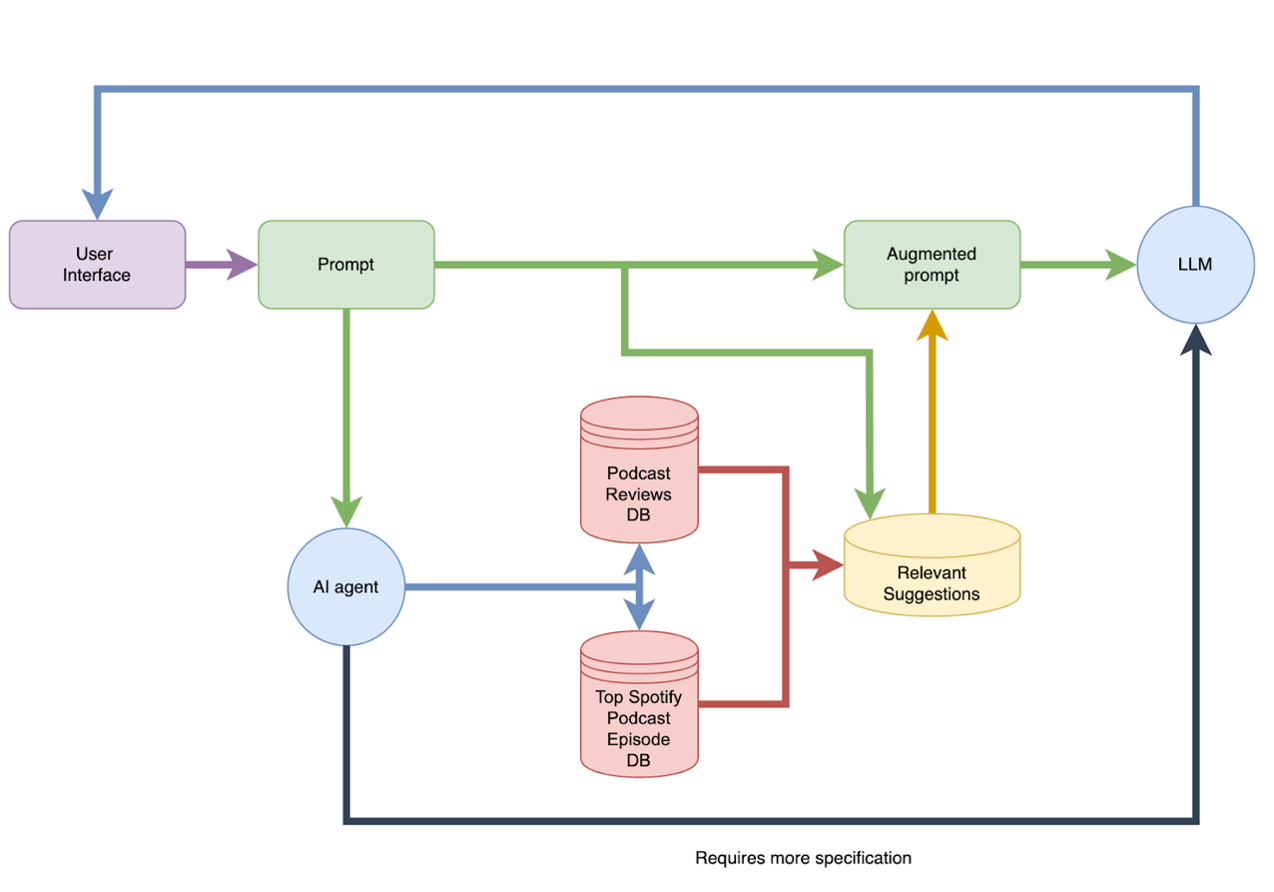 User
Interface
Prompt
Augmented
prompt
LLM
Podcast
Reviews
DB
AI agent
Relevant
Suggestions
Top Spotify
Podcast
Episode
DB
Requires more specification